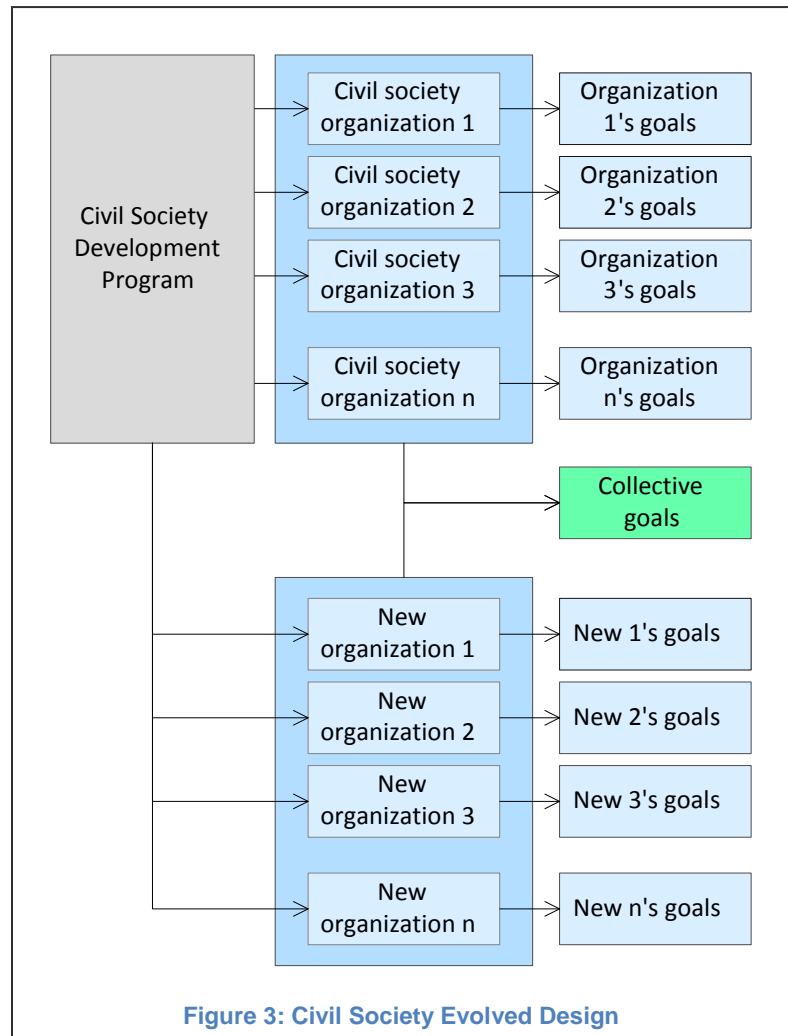 Civil Society
Development
Program
Civil society
organization 1
Organization
1's goals
Civil society
organization 2
Organization
2's goals
Civil society
organization 3
Organization
3's goals
Civil society
organization n
Organization
n's goals
Collective
goals
New
organization 1
New 1's goals
New
organization 2
New 2's goals
New
organization 3
New 3's goals
New
organization n
New n's goals
Figure 3: Civil Society Evolved Design